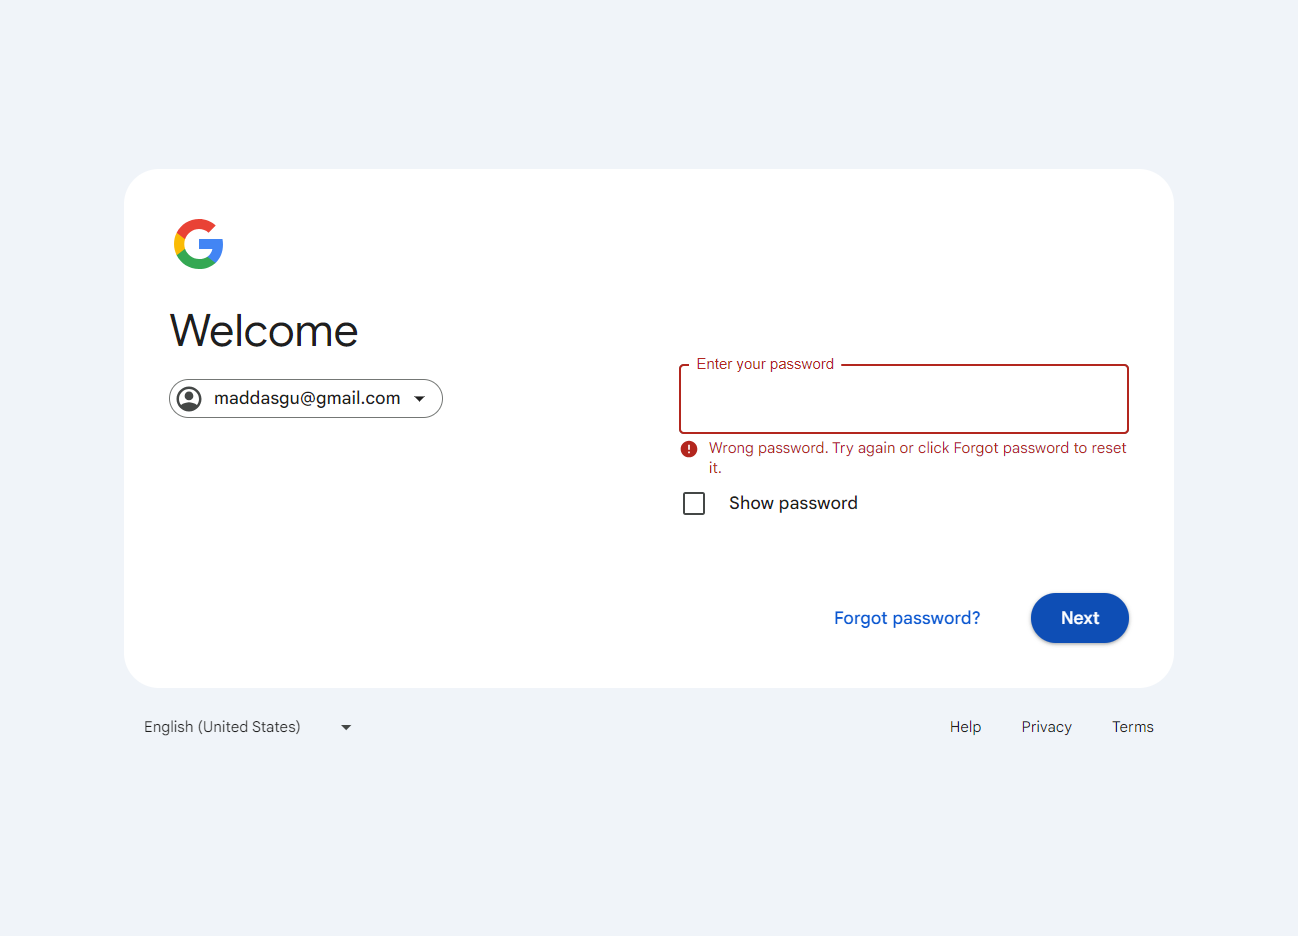 Welcome
maddasgu@gmail.com
Enter your password
Wrong password. Try again or click Forgot password to reset
it.
Show password
Forgot password?
Next
English (United States)
Help
Privacy
Terms